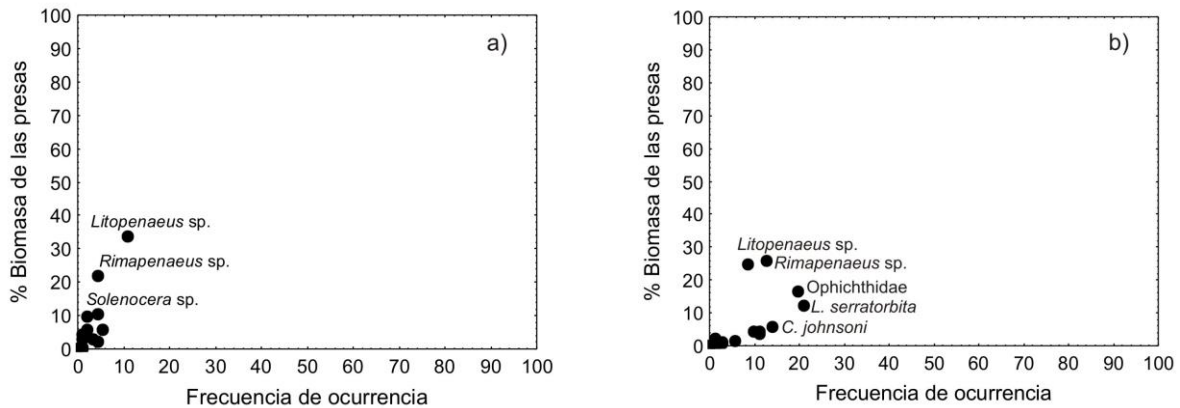 a)
% Biomasa de las presas
100
90
80
70
60
50
40
30
20
10
0
Litopenaeus sp.
Rimapenaeus sp.
Solenocera sp.
0 10 20 30 40 50 60 70 80 90 100
Frecuencia de ocurrencia
b)
% Biomasa de las presas
100
90
80
70
60
50
40
30
20
10
0
Litopenaeus sp.
Rimapenaeus sp.
Ophichthidae
L. serratorbita
C. johnsoni
0 10 20 30 40 50 60 70 80 90 100
Frecuencia de ocurrencia